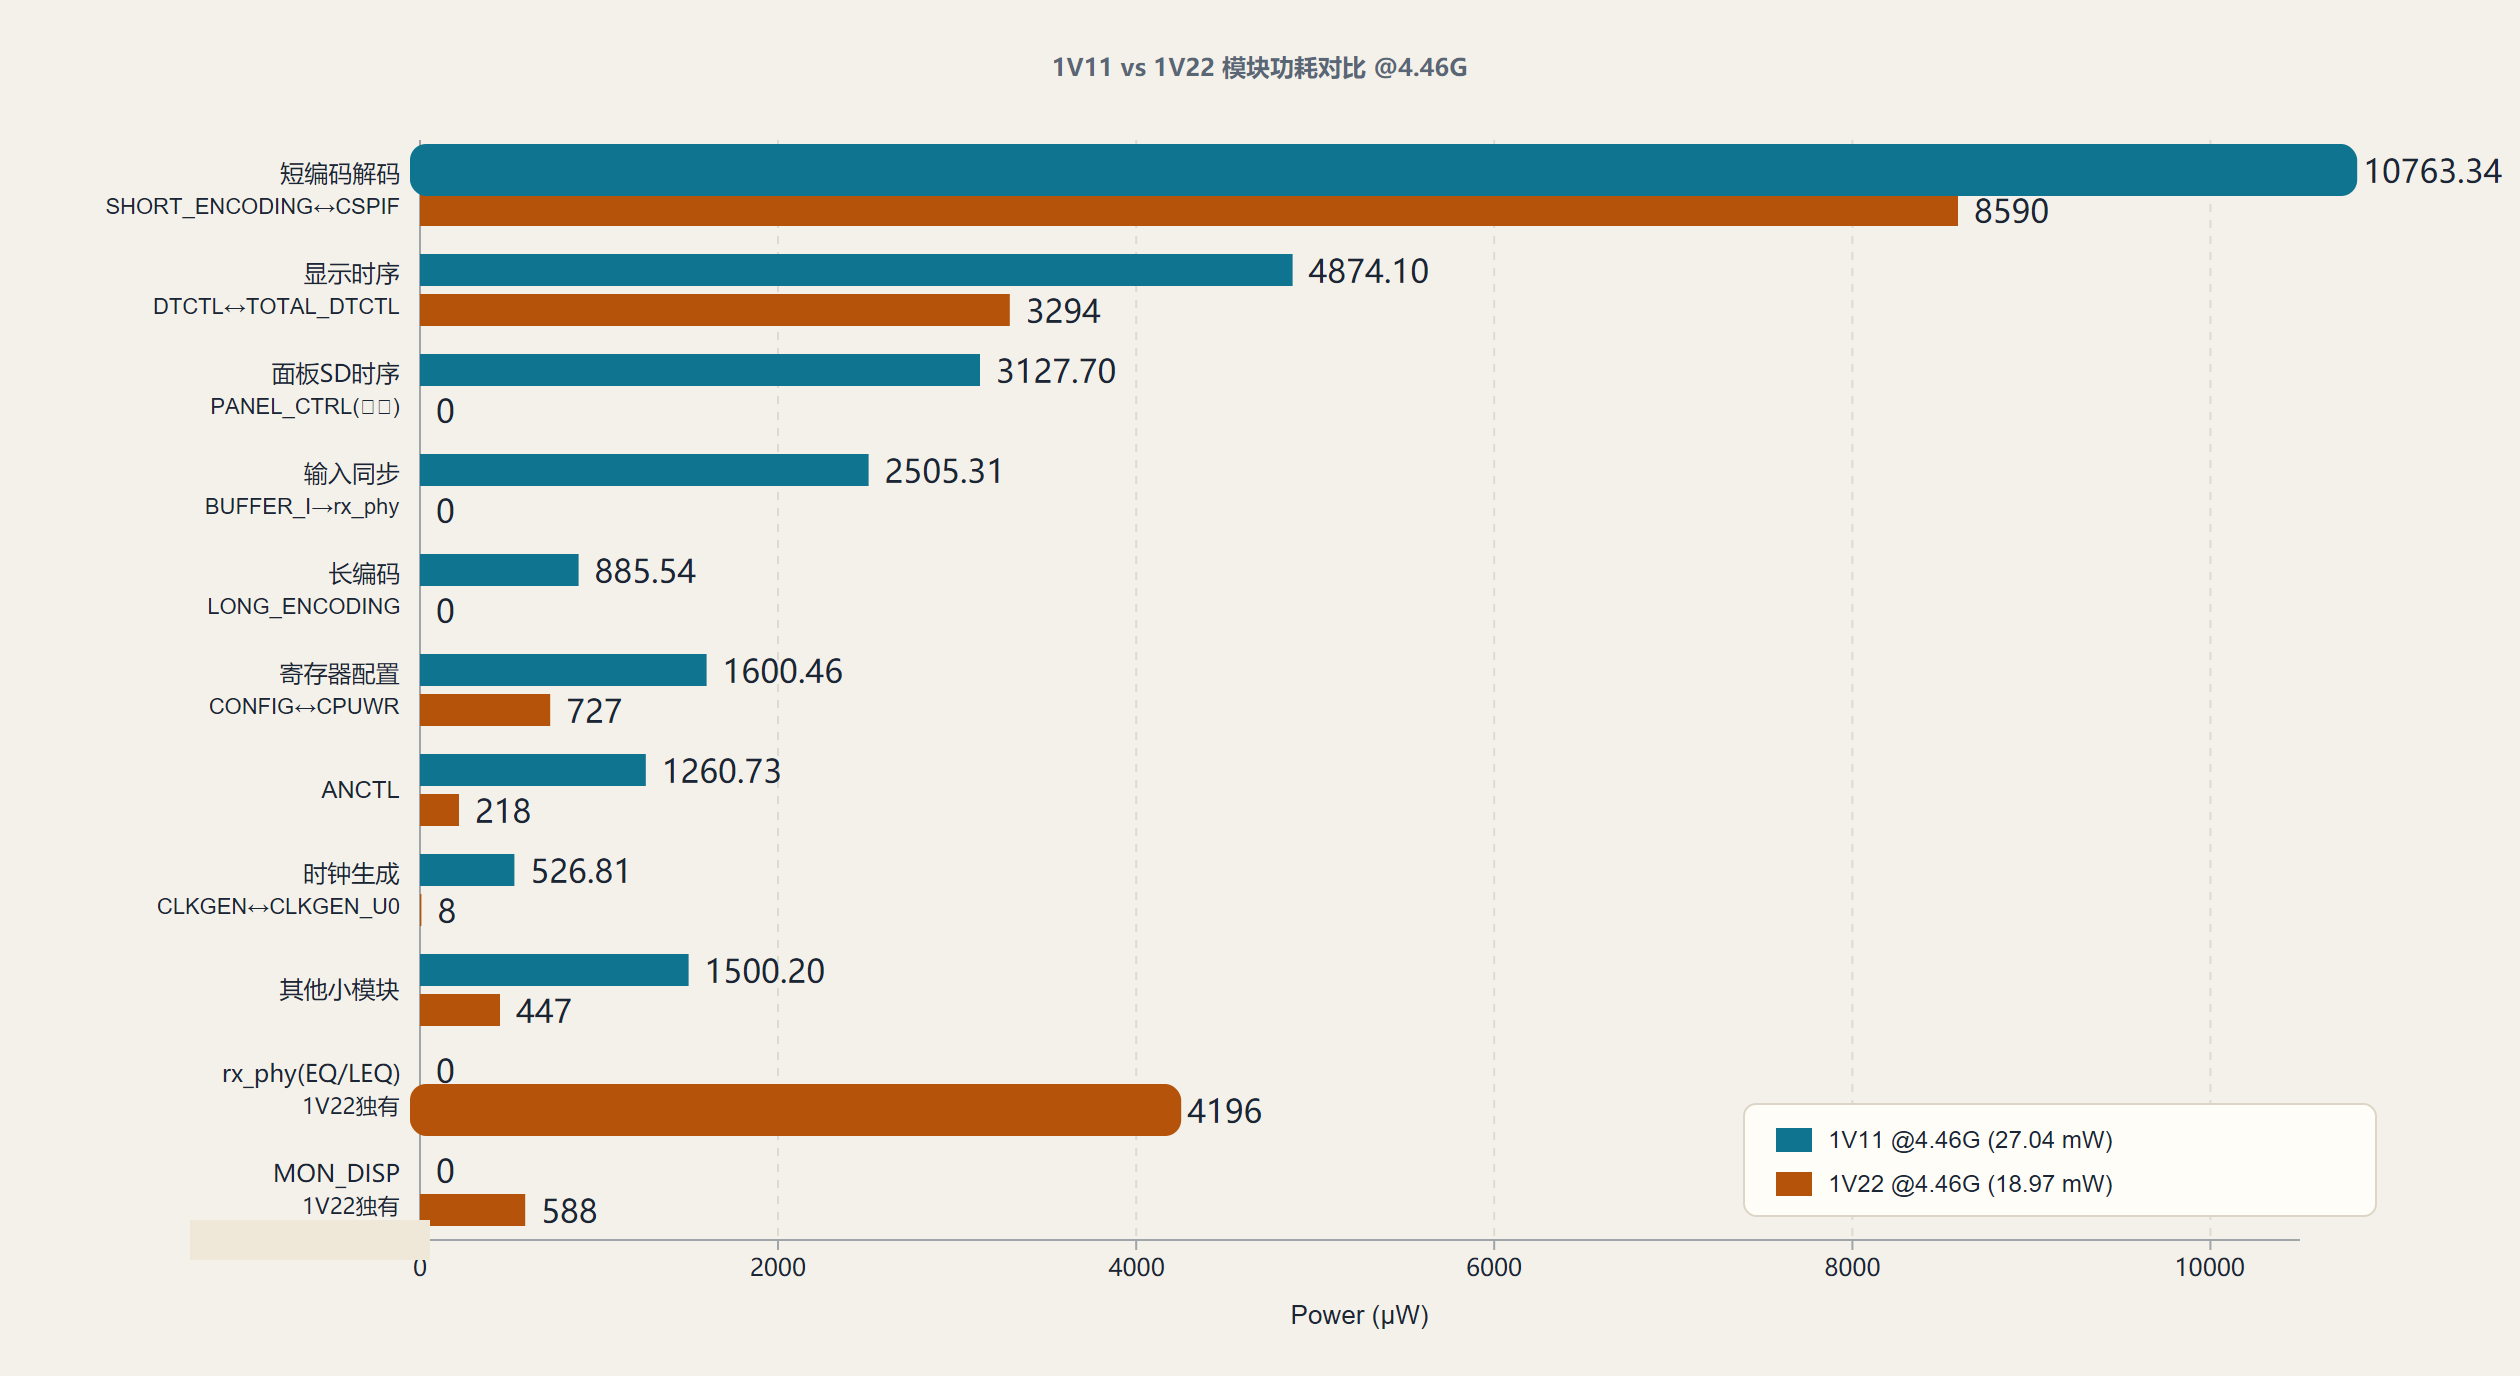 1V11 vs 1V22 模块功耗对比 @4.46G
短编码解码
SHORT_ENCODING↔CSPIF
10763.34
8590
显示时序
DTCTL↔TOTAL_DTCTL
4874.10
3294
面板SD时序
PANEL_CTRL(□□)
3127.70
0
输入同步
BUFFER_I→rx_phy
2505.31
0
长编码
LONG_ENCODING
885.54
0
寄存器配置
CONFIG↔CPUWR
1600.46
727
ANCTL
1260.73
218
时钟生成
CLKGEN↔CLKGEN_U0
526.81
8
其他小模块
1500.20
447
rx_phy(EQ/LEQ)
1V22独有
0
4196
MON_DISP
1V22独有
0
588
1V11 @4.46G (27.04 mW)
1V22 @4.46G (18.97 mW)
0 2000 4000 6000 8000 10000
Power (μW)